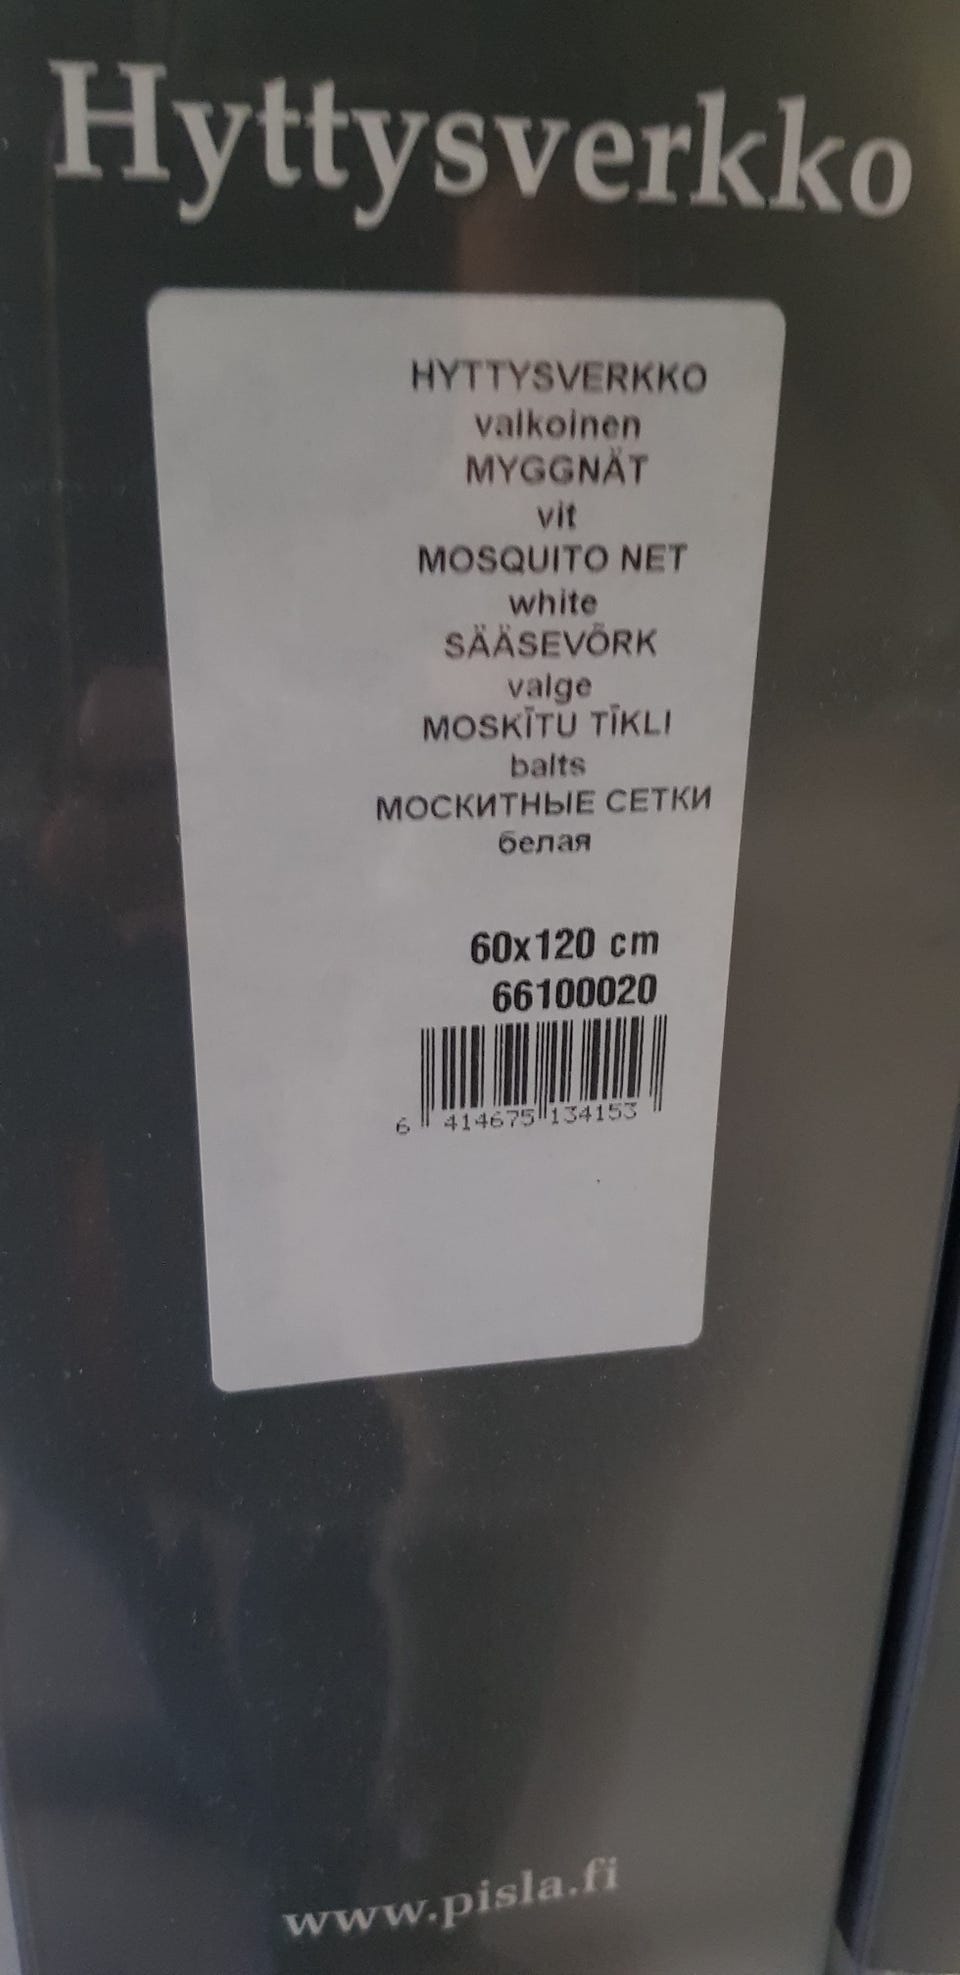 Hyttysverkko
HYTTYSVERKKO
valkoinen
MYGGNÄT
vit
MOSQUITO NET
white
SÄÄSEVÕRK
valge
MOSKĪTU TĪKLI
balts
МОСКИТНЫЕ СЕТКИ
белая
60x120 cm
66100020
6 414675 134153
www.pisla.fi